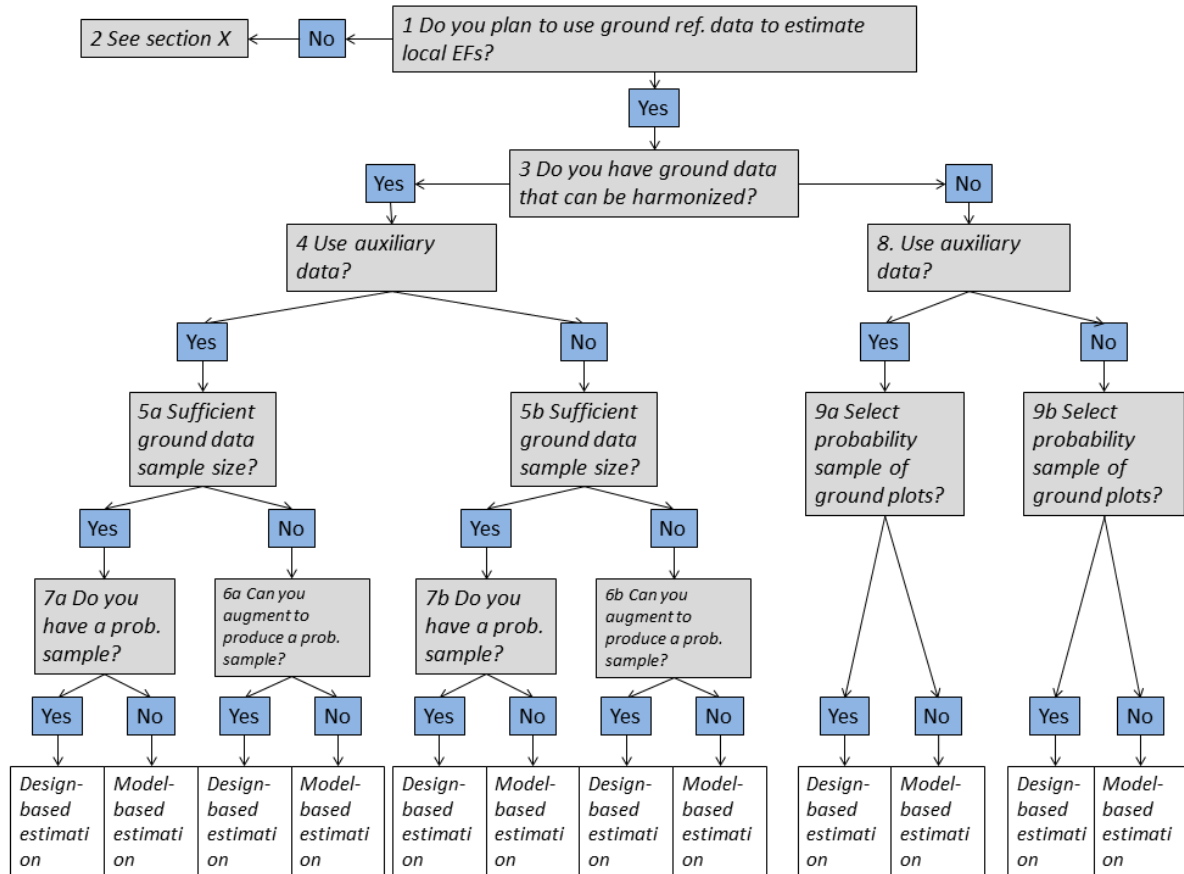 2 See section X
No
1 Do you plan to use ground ref. data to estimate
local EFs?
Yes
3 Do you have ground data
that can be harmonized?
Yes
No
4 Use auxiliary
data?
8. Use auxiliary
data?
Yes
No
Yes
No
5a Sufficient
ground data
sample size?
5b Sufficient
ground data
sample size?
9a Select
probability
sample of
ground plots?
9b Select
probability
sample of
ground plots?
Yes
No
Yes
No
7a Do you
have a prob.
sample?
6a Can you
augment to
produce a prob.
sample?
7b Do you
have a prob.
sample?
6b Can you
augment to
produce a prob.
sample?
Yes
No
Yes
No
Yes
No
Yes
No
Yes
No
Yes
No
Design-
based
estimati
on
Model-
based
estimati
on
Design-
based
estimati
on
Model-
based
estimati
on
Design-
based
estimati
on
Model-
based
estimati
on
Design-
based
estimati
on
Model-
based
estimati
on
Design-
based
estimati
on
Model-
based
estimati
on
Design-
based
estimati
on
Model-
based
estimati
on